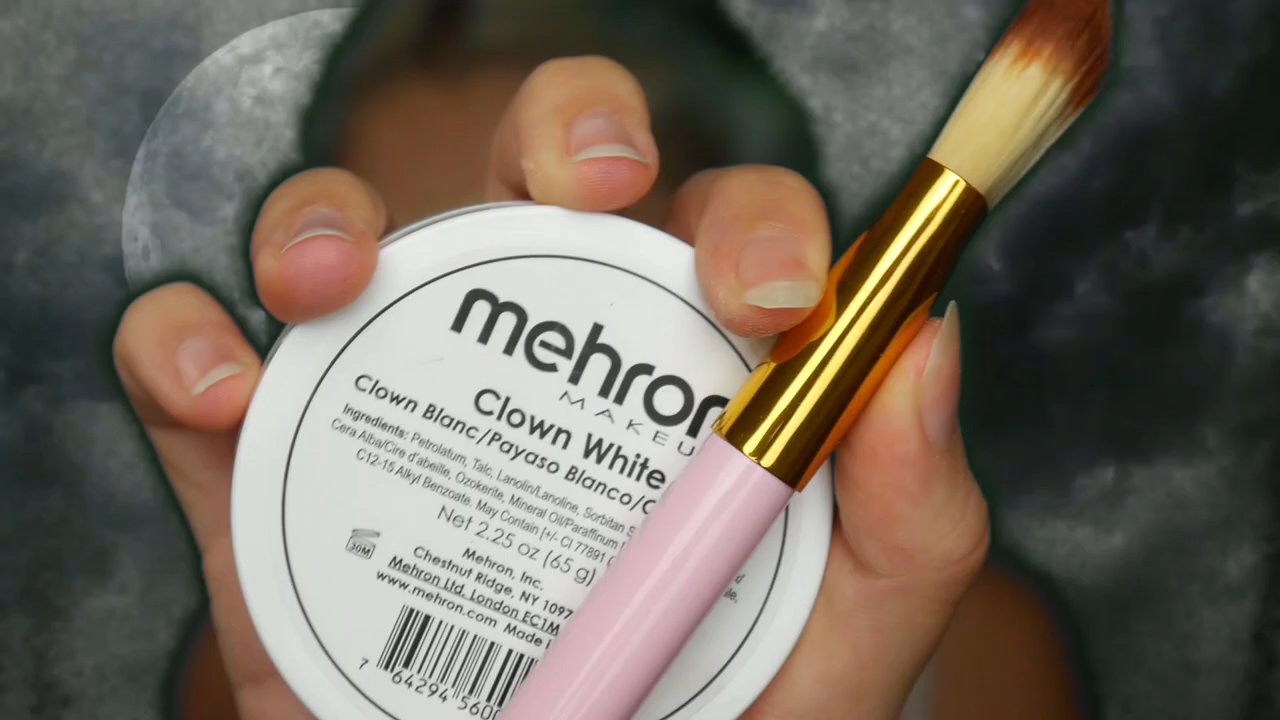 mehron
MAKEU
Clown White
Clown Blanc/Payaso Blanco/C
Ingredients: Petrolatum, Talc, Lanolin/Lanoline, Sorbitan S
Cera Alba/Cire d'abeille, Ozokerite, Mineral Oil/Paraffinum
C12-15 Alkyl Benzoate. May Contain [+/- CI 77891 (
Net 2.25 oz (65 g)
30M
Mehron, Inc.
Chestnut Ridge, NY 1097
Mehron Ltd, London EC1M
www.mehron.com Made
7 64294 560